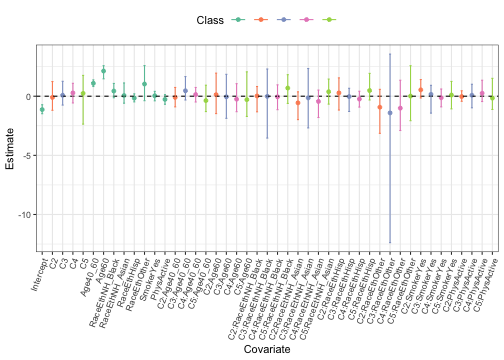 Class
Estimate
0
-5
-10
Intercept
C2
C3
C4
C5
Age40_60
Age60
RaceEthNH_Black
RaceEthNH_Asian
RaceEthHisp
RaceEthOther
SmokerYes
PhysActive
C2:Age40_60
C3:Age40_60
C4:Age40_60
C5:Age40_60
C2:Age60
C3:Age60
C4:Age60
C5:Age60
C2:RaceEthNH_Black
C3:RaceEthNH_Black
C4:RaceEthNH_Black
C5:RaceEthNH_Black
C2:RaceEthNH_Asian
C3:RaceEthNH_Asian
C4:RaceEthNH_Asian
C5:RaceEthNH_Asian
C2:RaceEthHisp
C3:RaceEthHisp
C4:RaceEthHisp
C5:RaceEthHisp
C2:RaceEthOther
C3:RaceEthOther
C4:RaceEthOther
C5:RaceEthOther
C2:SmokerYes
C3:SmokerYes
C4:SmokerYes
C5:SmokerYes
C2:PhysActive
C3:PhysActive
C4:PhysActive
C5:PhysActive
Covariate